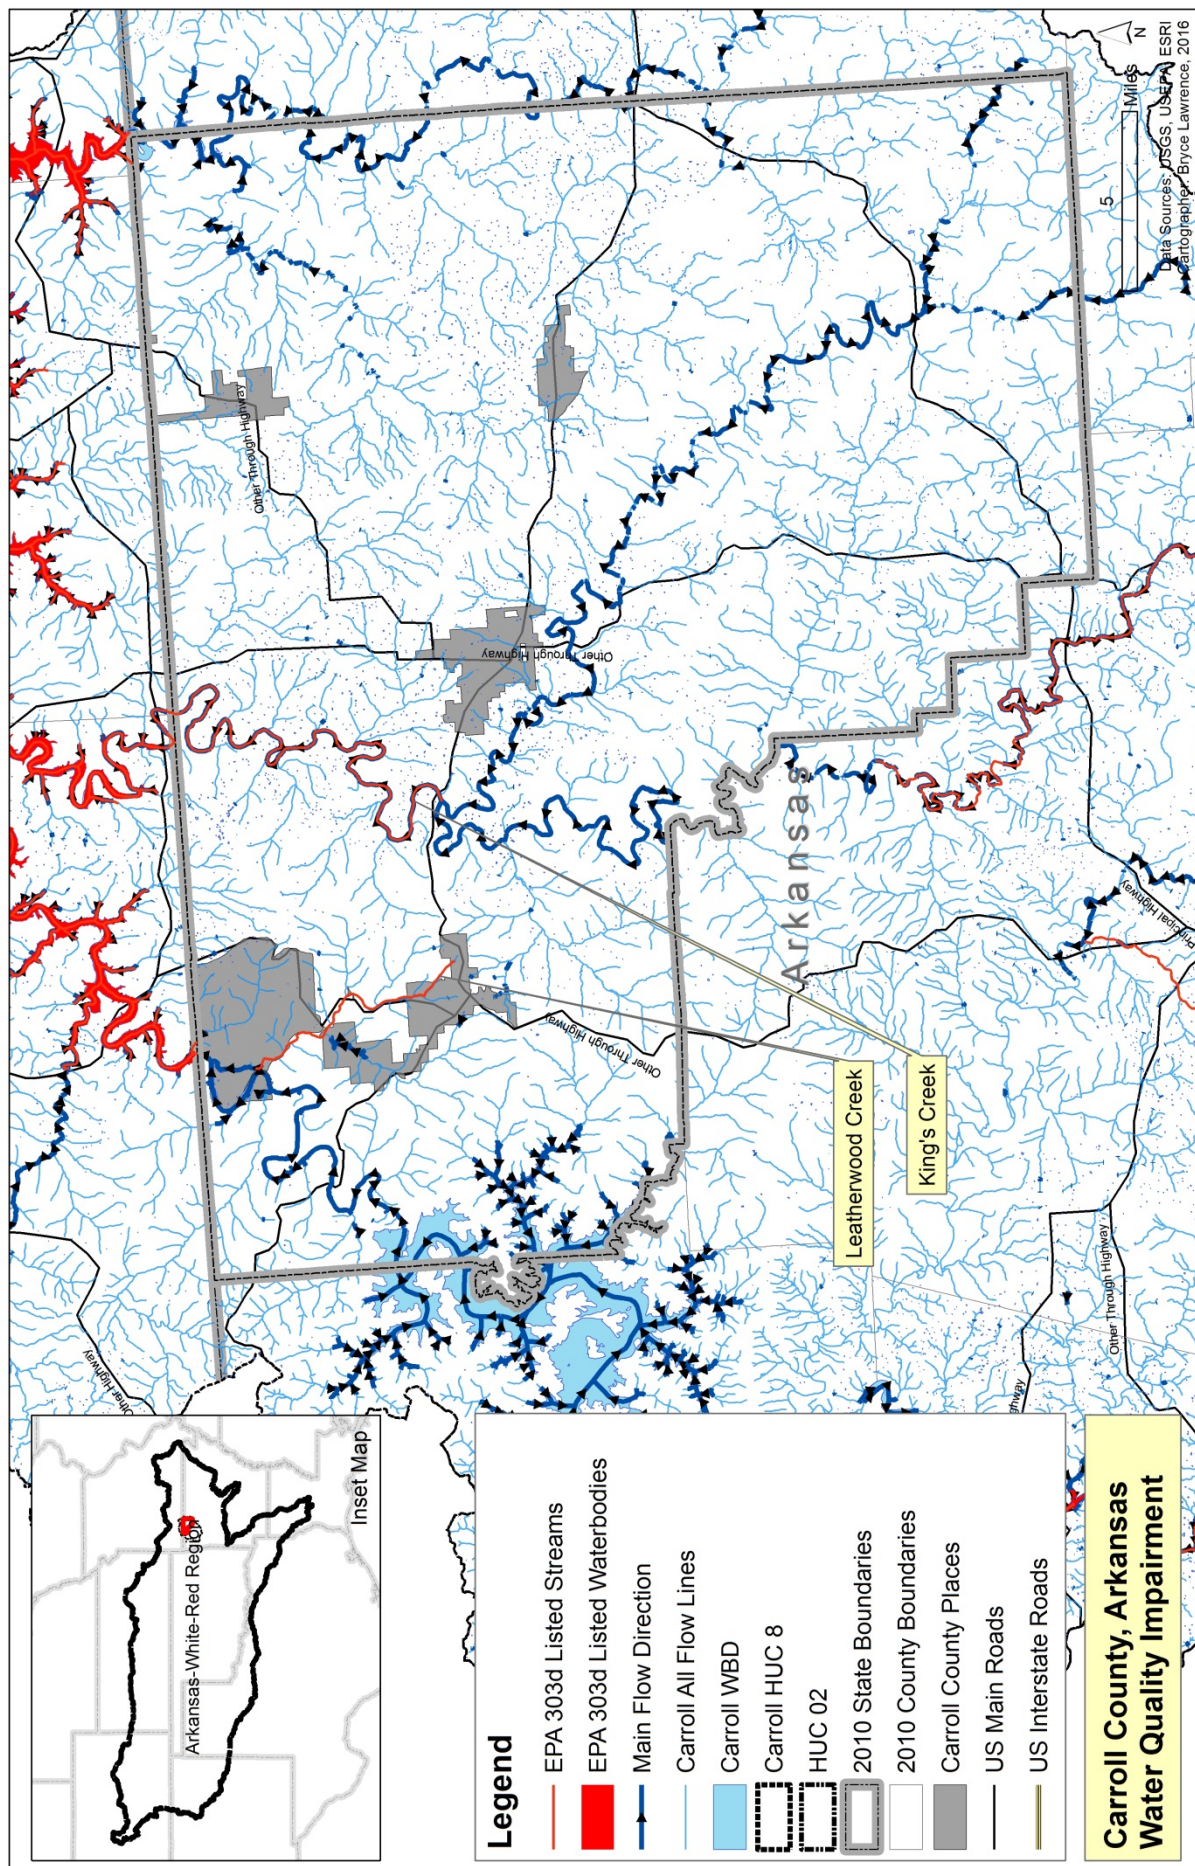 Arkansas-White-Red Region
Inset Map
Legend
EPA 303d Listed Streams
EPA 303d Listed Waterbodies
Main Flow Direction
Carroll All Flow Lines
Carroll WBD
Carroll HUC 8
HUC 02
2010 State Boundaries
2010 County Boundaries
Carroll County Places
US Main Roads
US Interstate Roads
Carroll County, Arkansas
Water Quality Impairment
Other Highway
Other Through Highway
Other Through Highway
Other Through Highway
Arkansas
Leatherwood Creek
King's Creek
Principal Highway
Other Through Highway
ghway
5
Miles
N
Data Sources: USGS, USEPA, ESRI
Cartographer: Bryce Lawrence, 2016